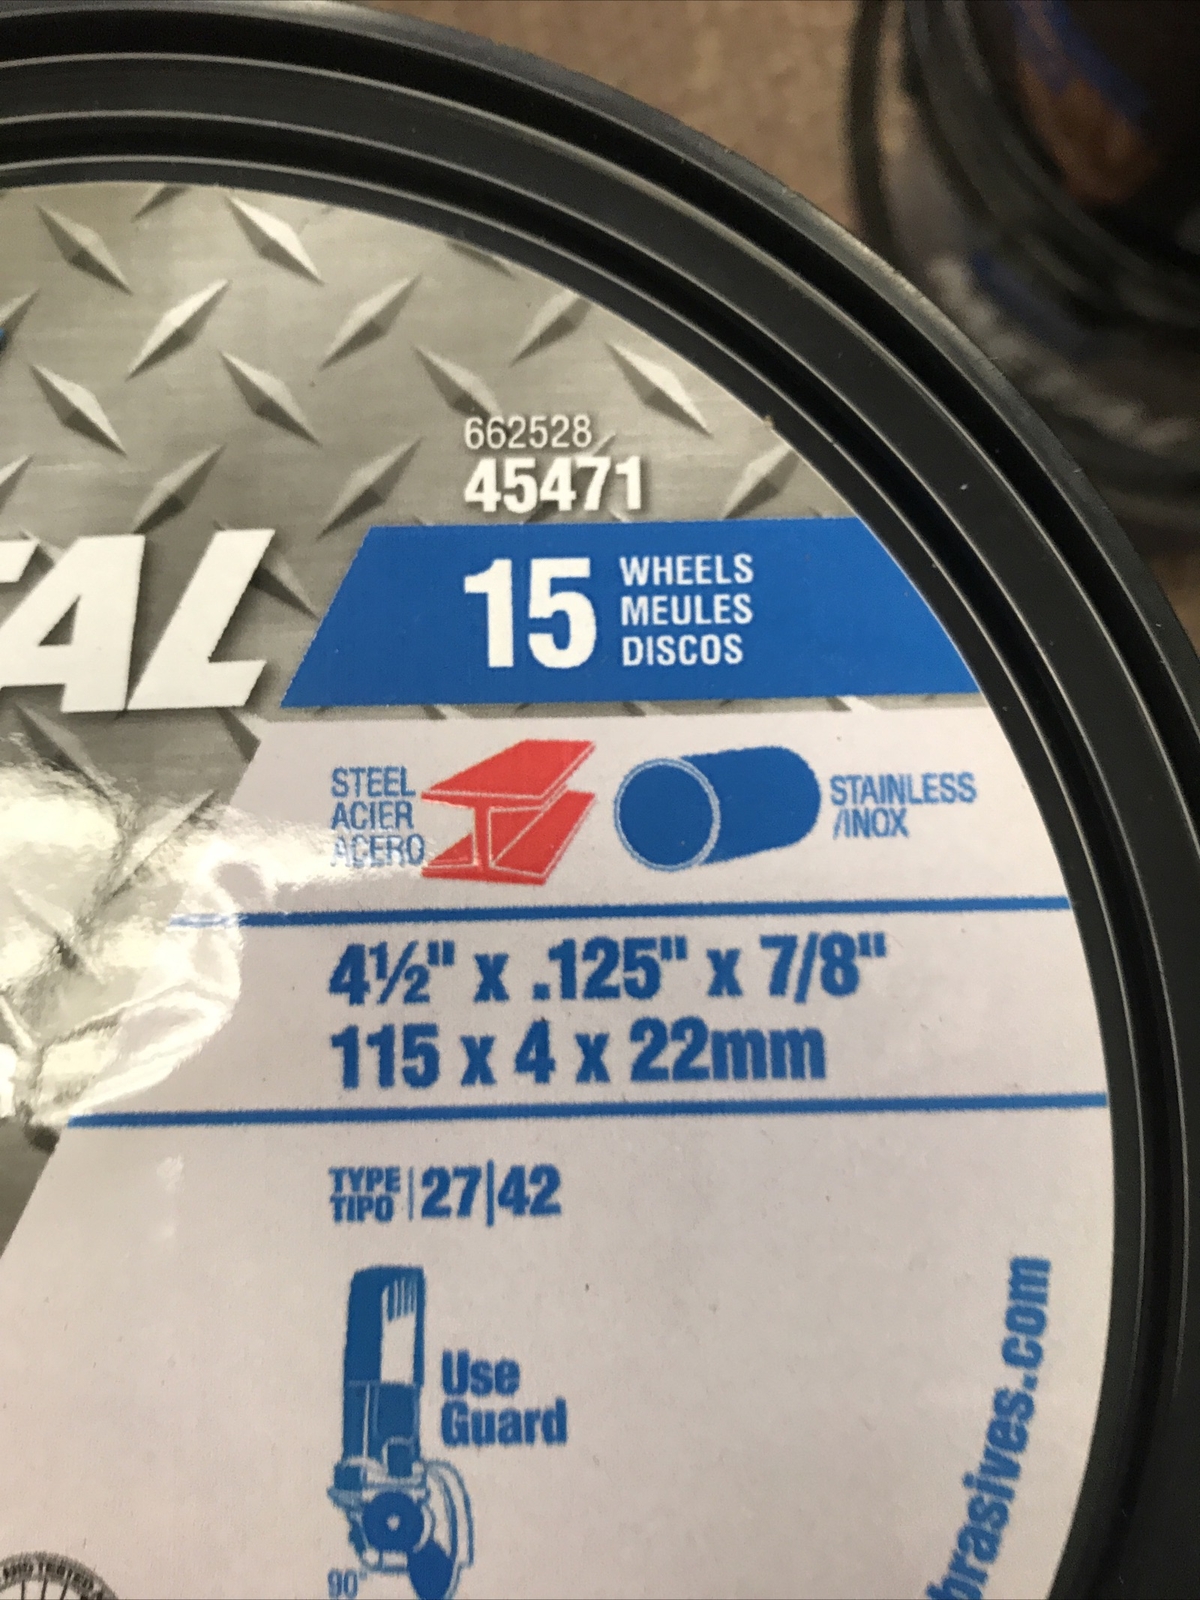 662528
45471
TAL
15 WHEELS
MEULES
DISCOS
STEEL
ACIER
ACERO
STAINLESS
/INOX
4½" x .125" x 7/8"
115 x 4 x 22mm
TYPE
TIPO
27|42
Use
Guard
90°
brasives.com